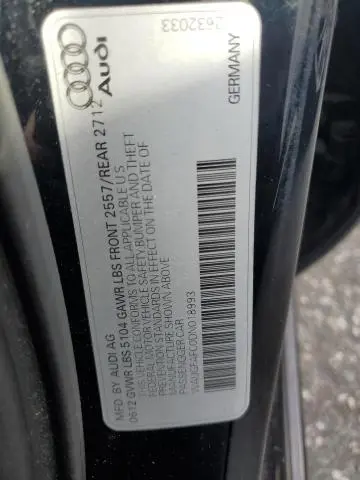 Audi
2632033
GERMANY
MFD. BY AUDI AG
0612 GVWR LBS 5104 GAWR LBS FRONT 2557/REAR 2712
VEHICLE CONFORMS TO ALL APPLICABLE U S
FEDERAL MOTOR VEHICLE SAFETY, BUMPER AND THEFT
PREVENTION STANDARDS IN EFFECT ON THE DATE OF
MANUFACTURE SHOWN ABOVE
PASSENGER CAR